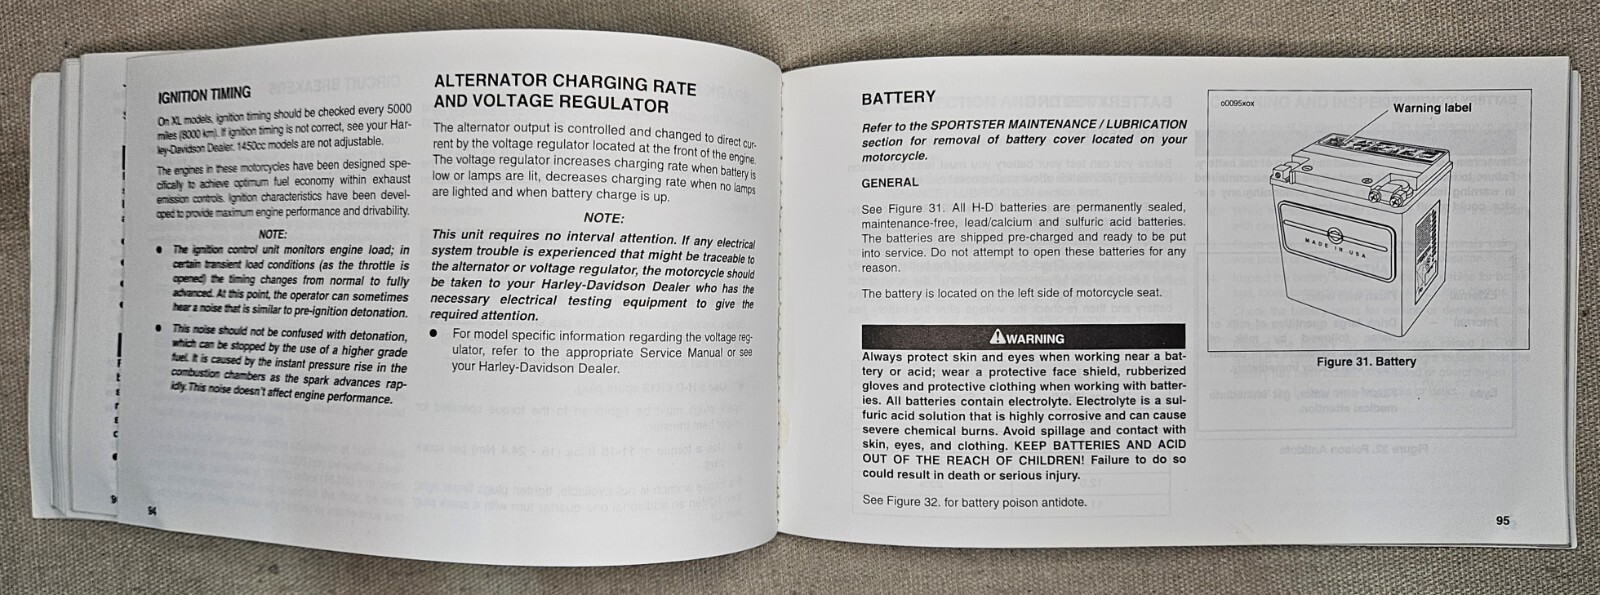 IGNITION TIMING
On XL models, ignition timing should be checked every 5000
miles (8000 km). If ignition timing is not correct, see your Har-
ley-Davidson Dealer. 1450cc models are not adjustable.
The engines in these motorcycles have been designed spe-
cifically to achieve optimum fuel economy within exhaust
emission controls. Ignition characteristics have been devel-
oped to provide maximum engine performance and drivability.
NOTE:
● The ignition control unit monitors engine load; in
certain transient load conditions (as the throttle is
opened) the timing changes from normal to fully
advanced. At this point, the operator can sometimes
hear a noise that is similar to pre-ignition detonation.
● This noise should not be confused with detonation,
which can be stopped by the use of a higher grade
fuel. It is caused by the instant pressure rise in the
combustion chambers as the spark advances rap-
idly. This noise doesn't affect engine performance.
94
ALTERNATOR CHARGING RATE
AND VOLTAGE REGULATOR
The alternator output is controlled and changed to direct cur-
rent by the voltage regulator located at the front of the engine.
The voltage regulator increases charging rate when battery is
low or lamps are lit, decreases charging rate when no lamps
are lighted and when battery charge is up.
NOTE:
This unit requires no interval attention. If any electrical
system trouble is experienced that might be traceable to
the alternator or voltage regulator, the motorcycle should
be taken to your Harley-Davidson Dealer who has the
necessary electrical testing equipment to give the
required attention.
● For model specific information regarding the voltage reg-
ulator, refer to the appropriate Service Manual or see
your Harley-Davidson Dealer.
BATTERY
Refer to the SPORTSTER MAINTENANCE / LUBRICATION
section for removal of battery cover located on your
motorcycle.
GENERAL
See Figure 31. All H-D batteries are permanently sealed,
maintenance-free, lead/calcium and sulfuric acid batteries.
The batteries are shipped pre-charged and ready to be put
into service. Do not attempt to open these batteries for any
reason.
The battery is located on the left side of motorcycle seat.
⚠WARNING
Always protect skin and eyes when working near a bat-
tery or acid; wear a protective face shield, rubberized
gloves and protective clothing when working with batter-
ies. All batteries contain electrolyte. Electrolyte is a sul-
furic acid solution that is highly corrosive and can cause
severe chemical burns. Avoid spillage and contact with
skin, eyes, and clothing. KEEP BATTERIES AND ACID
OUT OF THE REACH OF CHILDREN! Failure to do so
could result in death or serious injury.
See Figure 32. for battery poison antidote.
o0095xox
Warning label
MADE IN USA
Figure 31. Battery
95